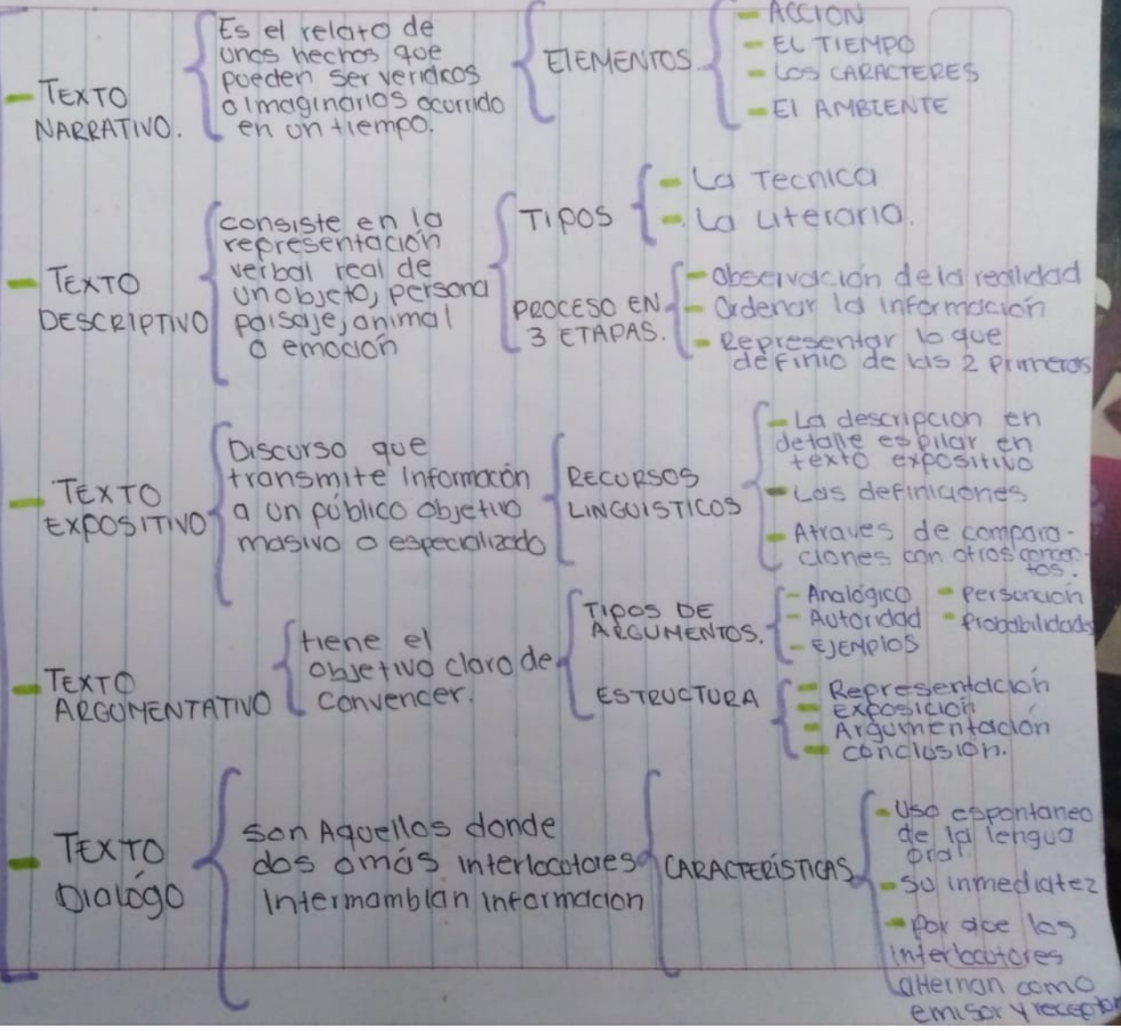 - TEXTO
NARRATIVO.
Es el relato de
unos hechos que
pueden ser veridicos
o Imaginarios ocurrido
en un tiempo.
ElEMENTOS.
- ACCION
- EL TIEMPO
- LOS CARACTERES
- El AMBIENTE
- TEXTO
DESCRIPTIVO
consiste en la
representación
verbal real de
un objeto, persona
paisaje, animal
o emoción
TIPOS
- La Tecnica
- La literaria.
PROCESO EN
3 ETAPAS.
- Observación de la realidad
- Ordenar la información
- Representar lo que
definio de las 2 primeras
- TEXTO
EXPOSITIVO
Discurso que
transmite Información
a un público objetivo
masivo o especializado
RECURSOS
LINGUISTICOS
- La descripcion en
detalle es pilar en
texto expositivo
- Las definiciones
- Atraves de compara-
ciones con otros concep-
tos.
- TEXTO
ARGUMENTATIVO
tiene el
objetivo claro de
convencer.
TIPOS DE
ARGUMENTOS.
- Analógico
- Autoridad
- EJEMPlOS
- Probabilidades
ESTRUCTURA
- Representación
- Exposición
- Argumentación
- conclusión.
- TEXTO
Dialógo
son Aquellos donde
dos o más interlocutores
Intermamblan información
CARACTERÍSTICAS
- Uso espontaneo
de la lengua
oral.
- Su inmediatez
- por que los
interlocutores
alternan como
emisor y receptor